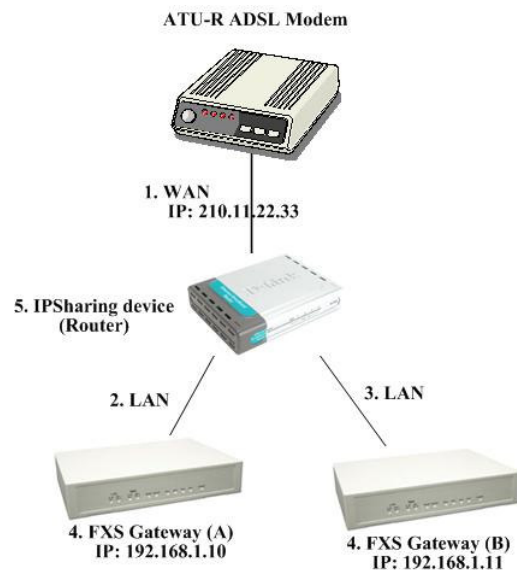 ATU-R ADSL Modem
1. WAN
IP: 210.11.22.33
D-Link
5. IPSharing device
(Router)
2. LAN
3. LAN
4. FXS Gateway (A)
IP: 192.168.1.10
4. FXS Gateway (B)
IP: 192.168.1.11